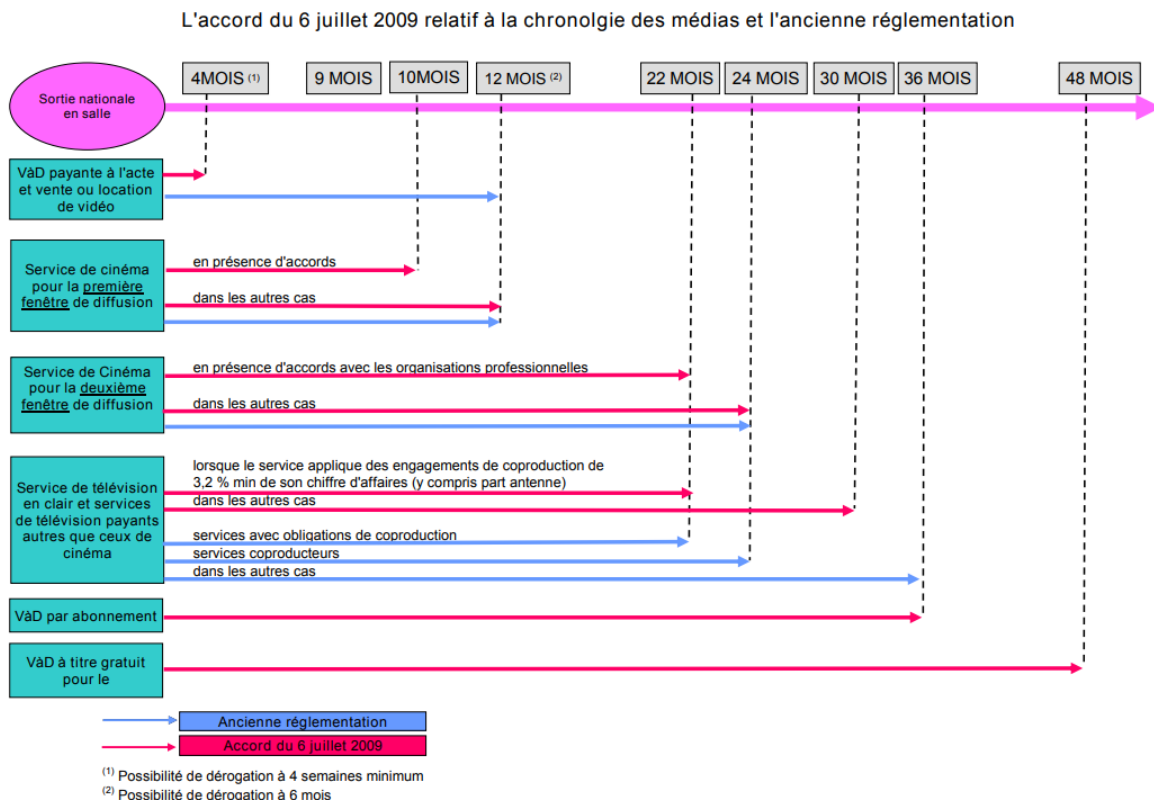 L'accord du 6 juillet 2009 relatif à la chronolgie des médias et l'ancienne réglementation
4MOIS (1)
9 MOIS
10MOIS
12 MOIS (2)
22 MOIS
24 MOIS
30 MOIS
36 MOIS
48 MOIS
Sortie nationale
en salle
VàD payante à l'acte
et vente ou location
de vidéo
Service de cinéma
pour la première
fenêtre de diffusion
en présence d'accords
dans les autres cas
Service de Cinéma
pour la deuxième
fenêtre de diffusion
en présence d'accords avec les organisations professionnelles
dans les autres cas
Service de télévision
en clair et services
de télévision payants
autres que ceux de
cinéma
lorsque le service applique des engagements de coproduction de
3,2 % min de son chiffre d'affaires (y compris part antenne)
dans les autres cas
services avec obligations de coproduction
services coproducteurs
dans les autres cas
VàD par abonnement
VàD à titre gratuit
pour le
Ancienne réglementation
Accord du 6 juillet 2009
(1) Possibilité de dérogation à 4 semaines minimum
(2) Possibilité de dérogation à 6 mois